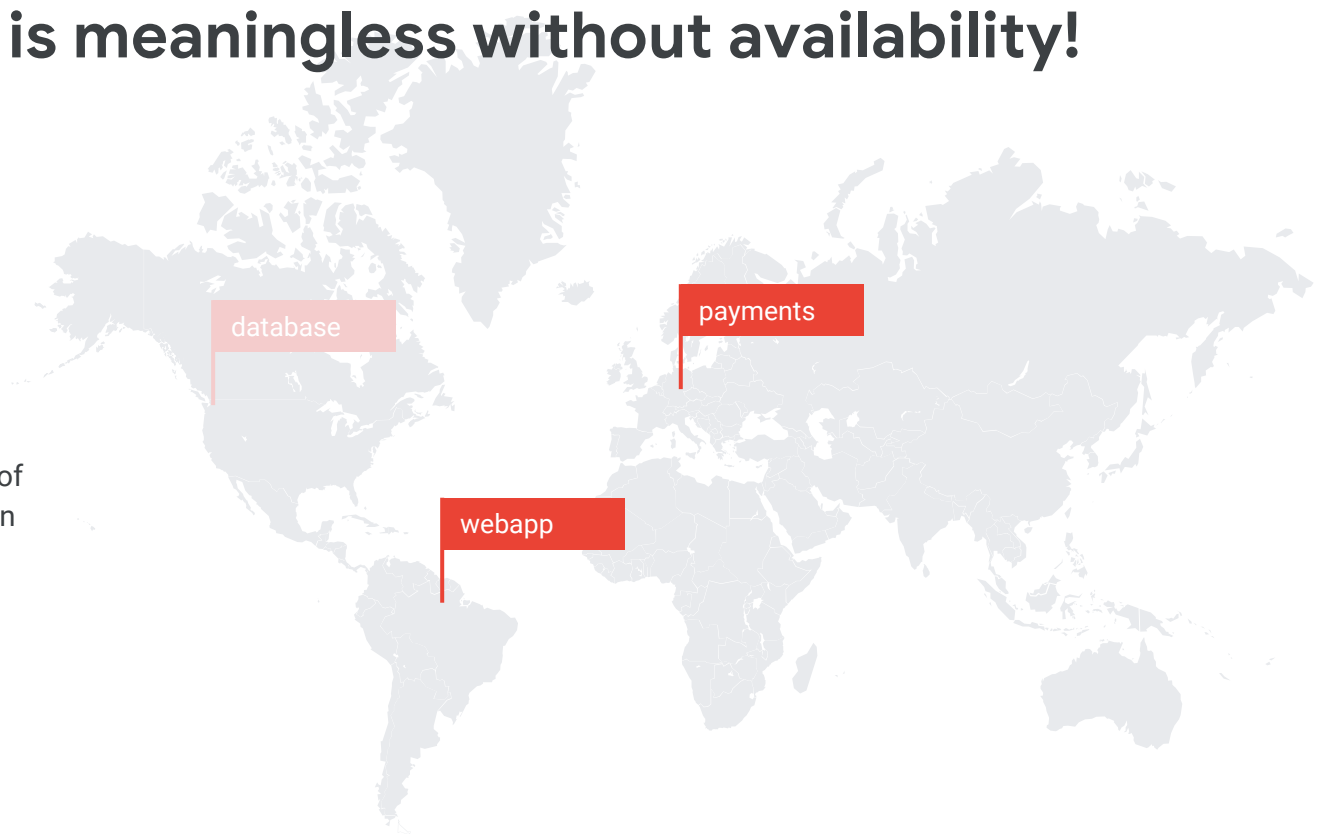 is meaningless without availability!
payments
database
of
n
webapp